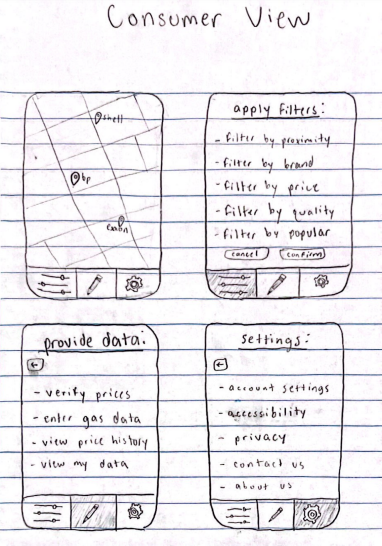 Consumer View
shell
bp
exxon
apply filters:
- filter by proximity
- filter by brand
- filter by price
- filter by quality
- filter by popular
cancel
confirm
provide data:
- verify prices
- enter gas data
- view price history
- view my data
settings:
- account settings
- accessibility
- privacy
- contact us
- about us